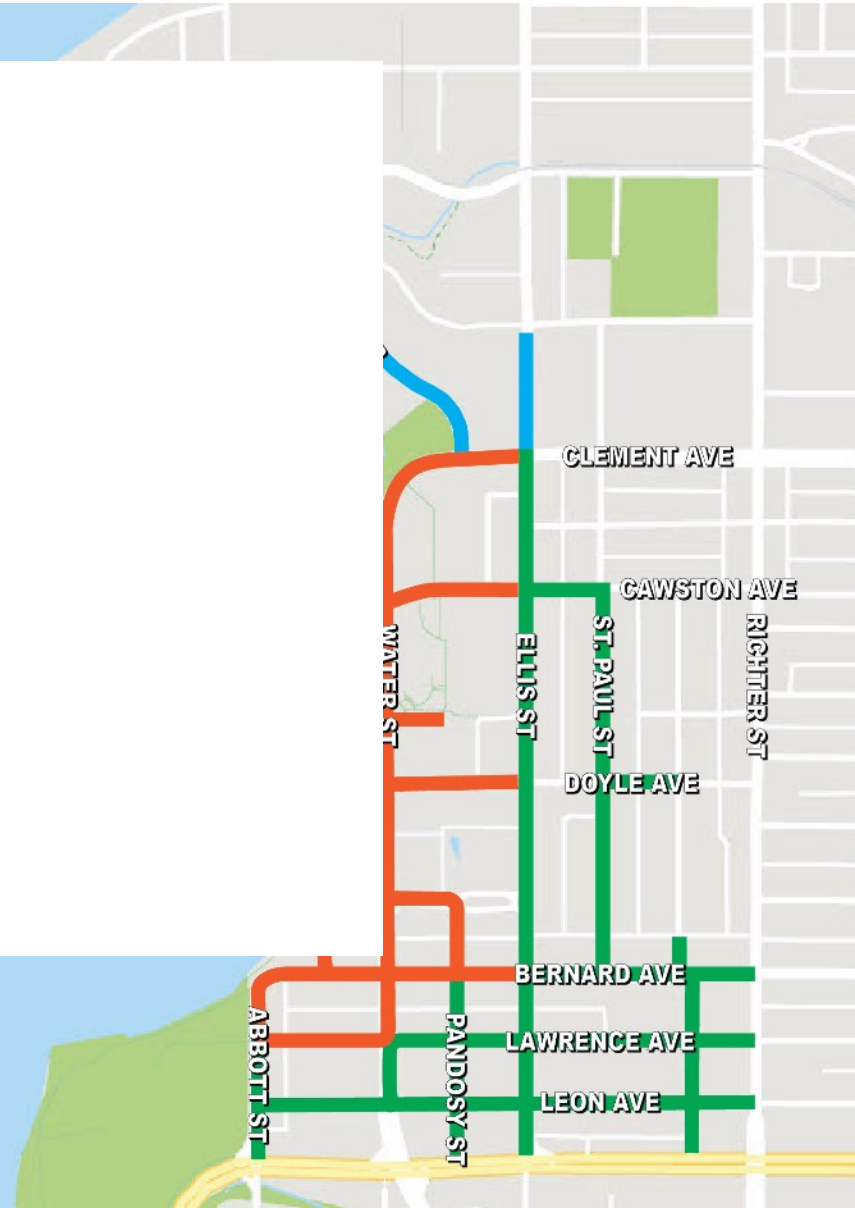 CLEMENT AVE
CAWSTON AVE
WATER ST
ELLIS ST
ST. PAUL ST
RICHTER ST
DOYLE AVE
BERNARD AVE
ABBOTT ST
PANDOSY ST
LAWRENCE AVE
LEON AVE